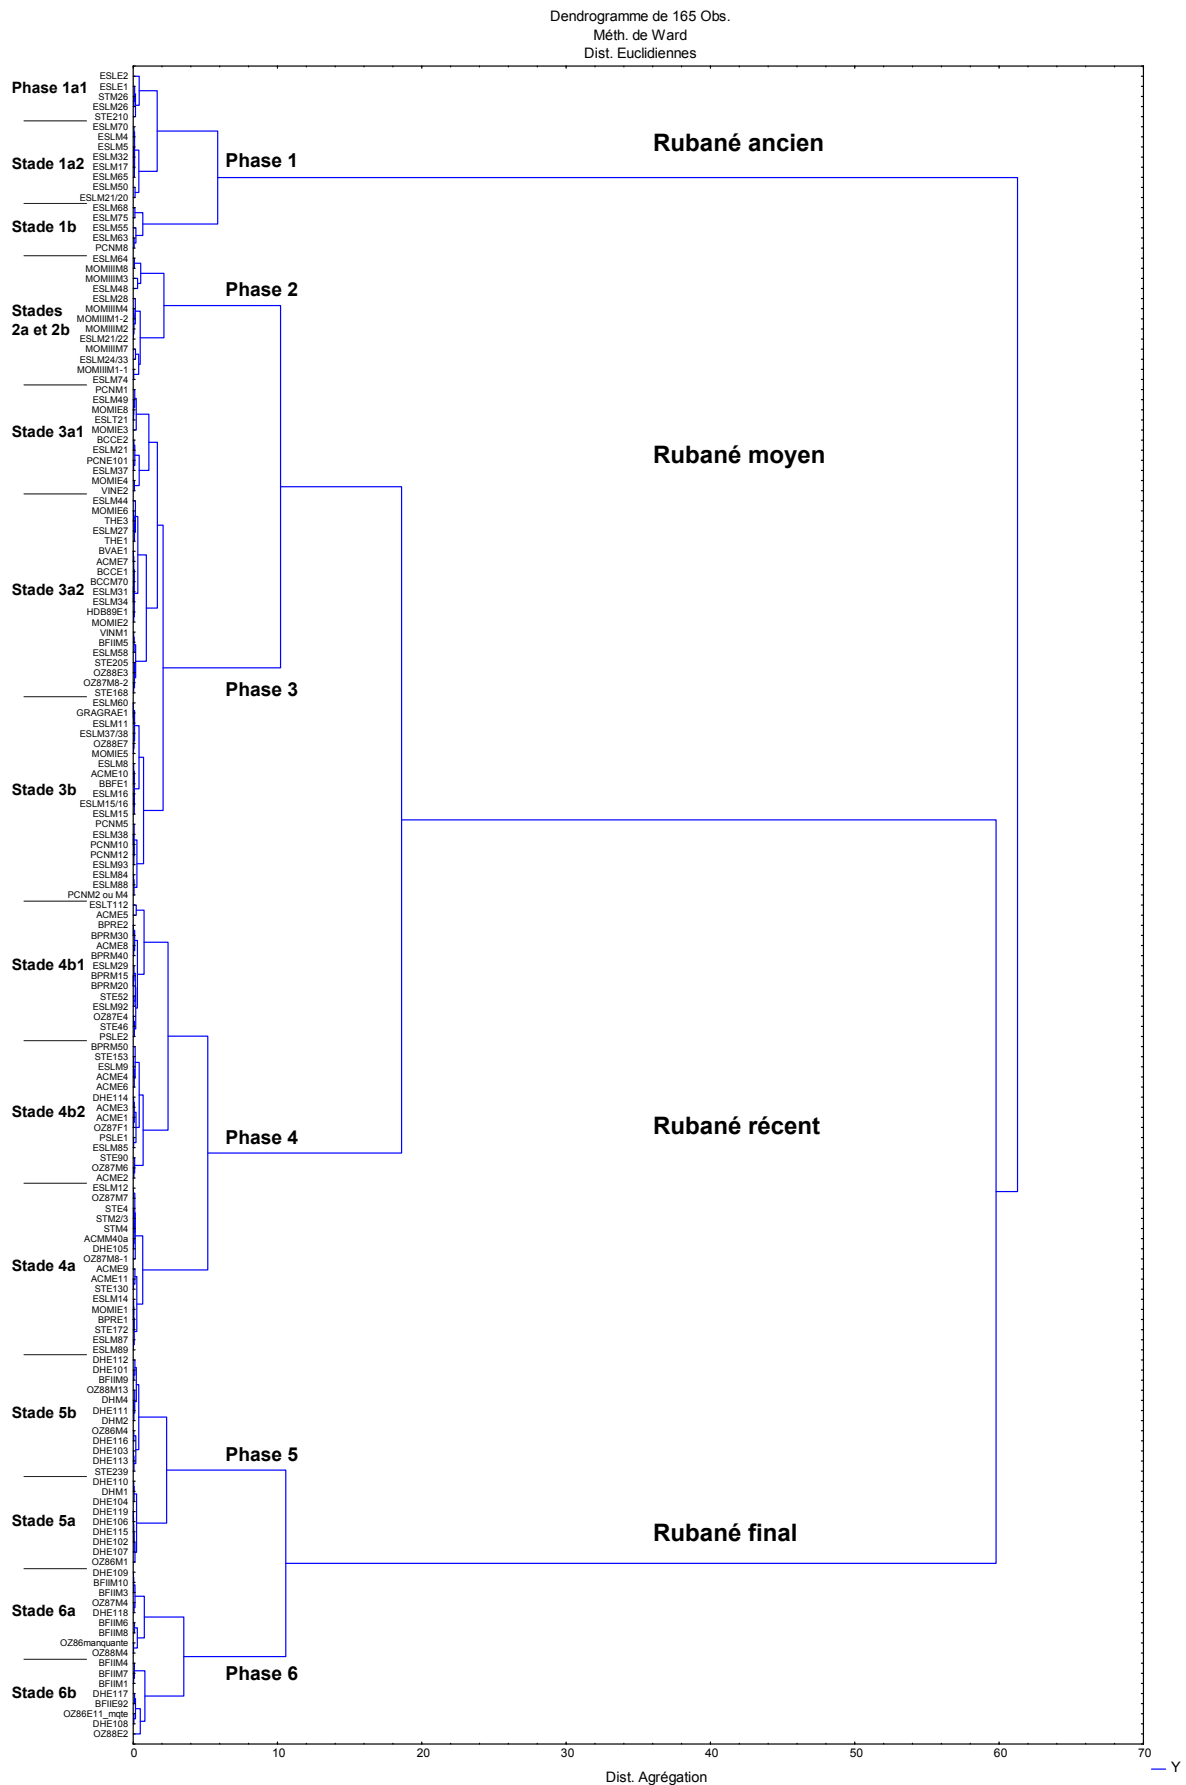 Dendrogramme de 165 Obs.
Méth. de Ward
Dist. Euclidiennes
Phase 1a1
Stade 1a2
Stade 1b
Stades
2a et 2b
Stade 3a1
Stade 3a2
Stade 3b
Stade 4b1
Stade 4b2
Stade 4a
Stade 5b
Stade 5a
Stade 6a
Stade 6b
ESLE2
ESLE1
STM26
ESLM26
STE210
ESLM70
ESLM4
ESLM5
ESLM32
ESLM17
ESLM65
ESLM50
ESLM21/20
ESLM68
ESLM75
ESLM55
ESLM63
PCNM8
ESLM64
MOMIIIM8
MOMIIIM3
ESLM48
ESLM28
MOMIIIM4
MOMIIIM1-2
MOMIIIM2
ESLM21/22
MOMIIIM7
ESLM24/33
MOMIIIM1-1
ESLM74
PCNM1
ESLM49
MOMIE8
ESLT21
MOMIE3
BCCE2
ESLM21
PCNE101
ESLM37
MOMIE4
VINE2
ESLM44
MOMIE6
THE3
ESLM27
THE1
BVAE1
ACME7
BCCE1
BCCM70
ESLM31
ESLM34
HDB89E1
MOMIE2
VINM1
BFIIM5
ESLM58
STE205
OZ88E3
OZ87M8-2
STE168
ESLM60
GRAGRAE1
ESLM11
ESLM37/38
OZ88E7
MOMIE5
ESLM8
ACME10
BBFE1
ESLM16
ESLM15/16
ESLM15
PCNM5
ESLM38
PCNM10
PCNM12
ESLM93
ESLM84
ESLM88
PCNM2 ou M4
ESLT112
ACME5
BPRE2
BPRM30
ACME8
BPRM40
ESLM29
BPRM15
BPRM20
STE52
ESLM92
OZ87E4
STE46
PSLE2
BPRM50
STE153
ESLM9
ACME4
ACME6
DHE114
ACME3
ACME1
OZ87F1
PSLE1
ESLM85
STE90
OZ87M6
ACME2
ESLM12
OZ87M7
STE4
STM2/3
STM4
ACMM40a
DHE105
OZ87M8-1
ACME9
ACME11
STE130
ESLM14
MOMIE1
BPRE1
STE172
ESLM87
ESLM89
DHE112
DHE101
BFIIM9
OZ88M13
DHM4
DHE111
DHM2
OZ86M4
DHE116
DHE103
DHE113
STE239
DHE110
DHM1
DHE104
DHE119
DHE106
DHE115
DHE102
DHE107
OZ86M1
DHE109
BFIIM10
BFIIM3
OZ87M4
DHE118
BFIIM6
BFIIM8
OZ86manquante
OZ88M4
BFIIM4
BFIIM7
BFIIM1
DHE117
BFIIE92
OZ86E11_mqte
DHE108
OZ88E2
Phase 1
Phase 2
Phase 3
Phase 4
Phase 5
Phase 6
Rubané ancien
Rubané moyen
Rubané récent
Rubané final
0 10 20 30 40 50 60 70
Dist. Agrégation
Y